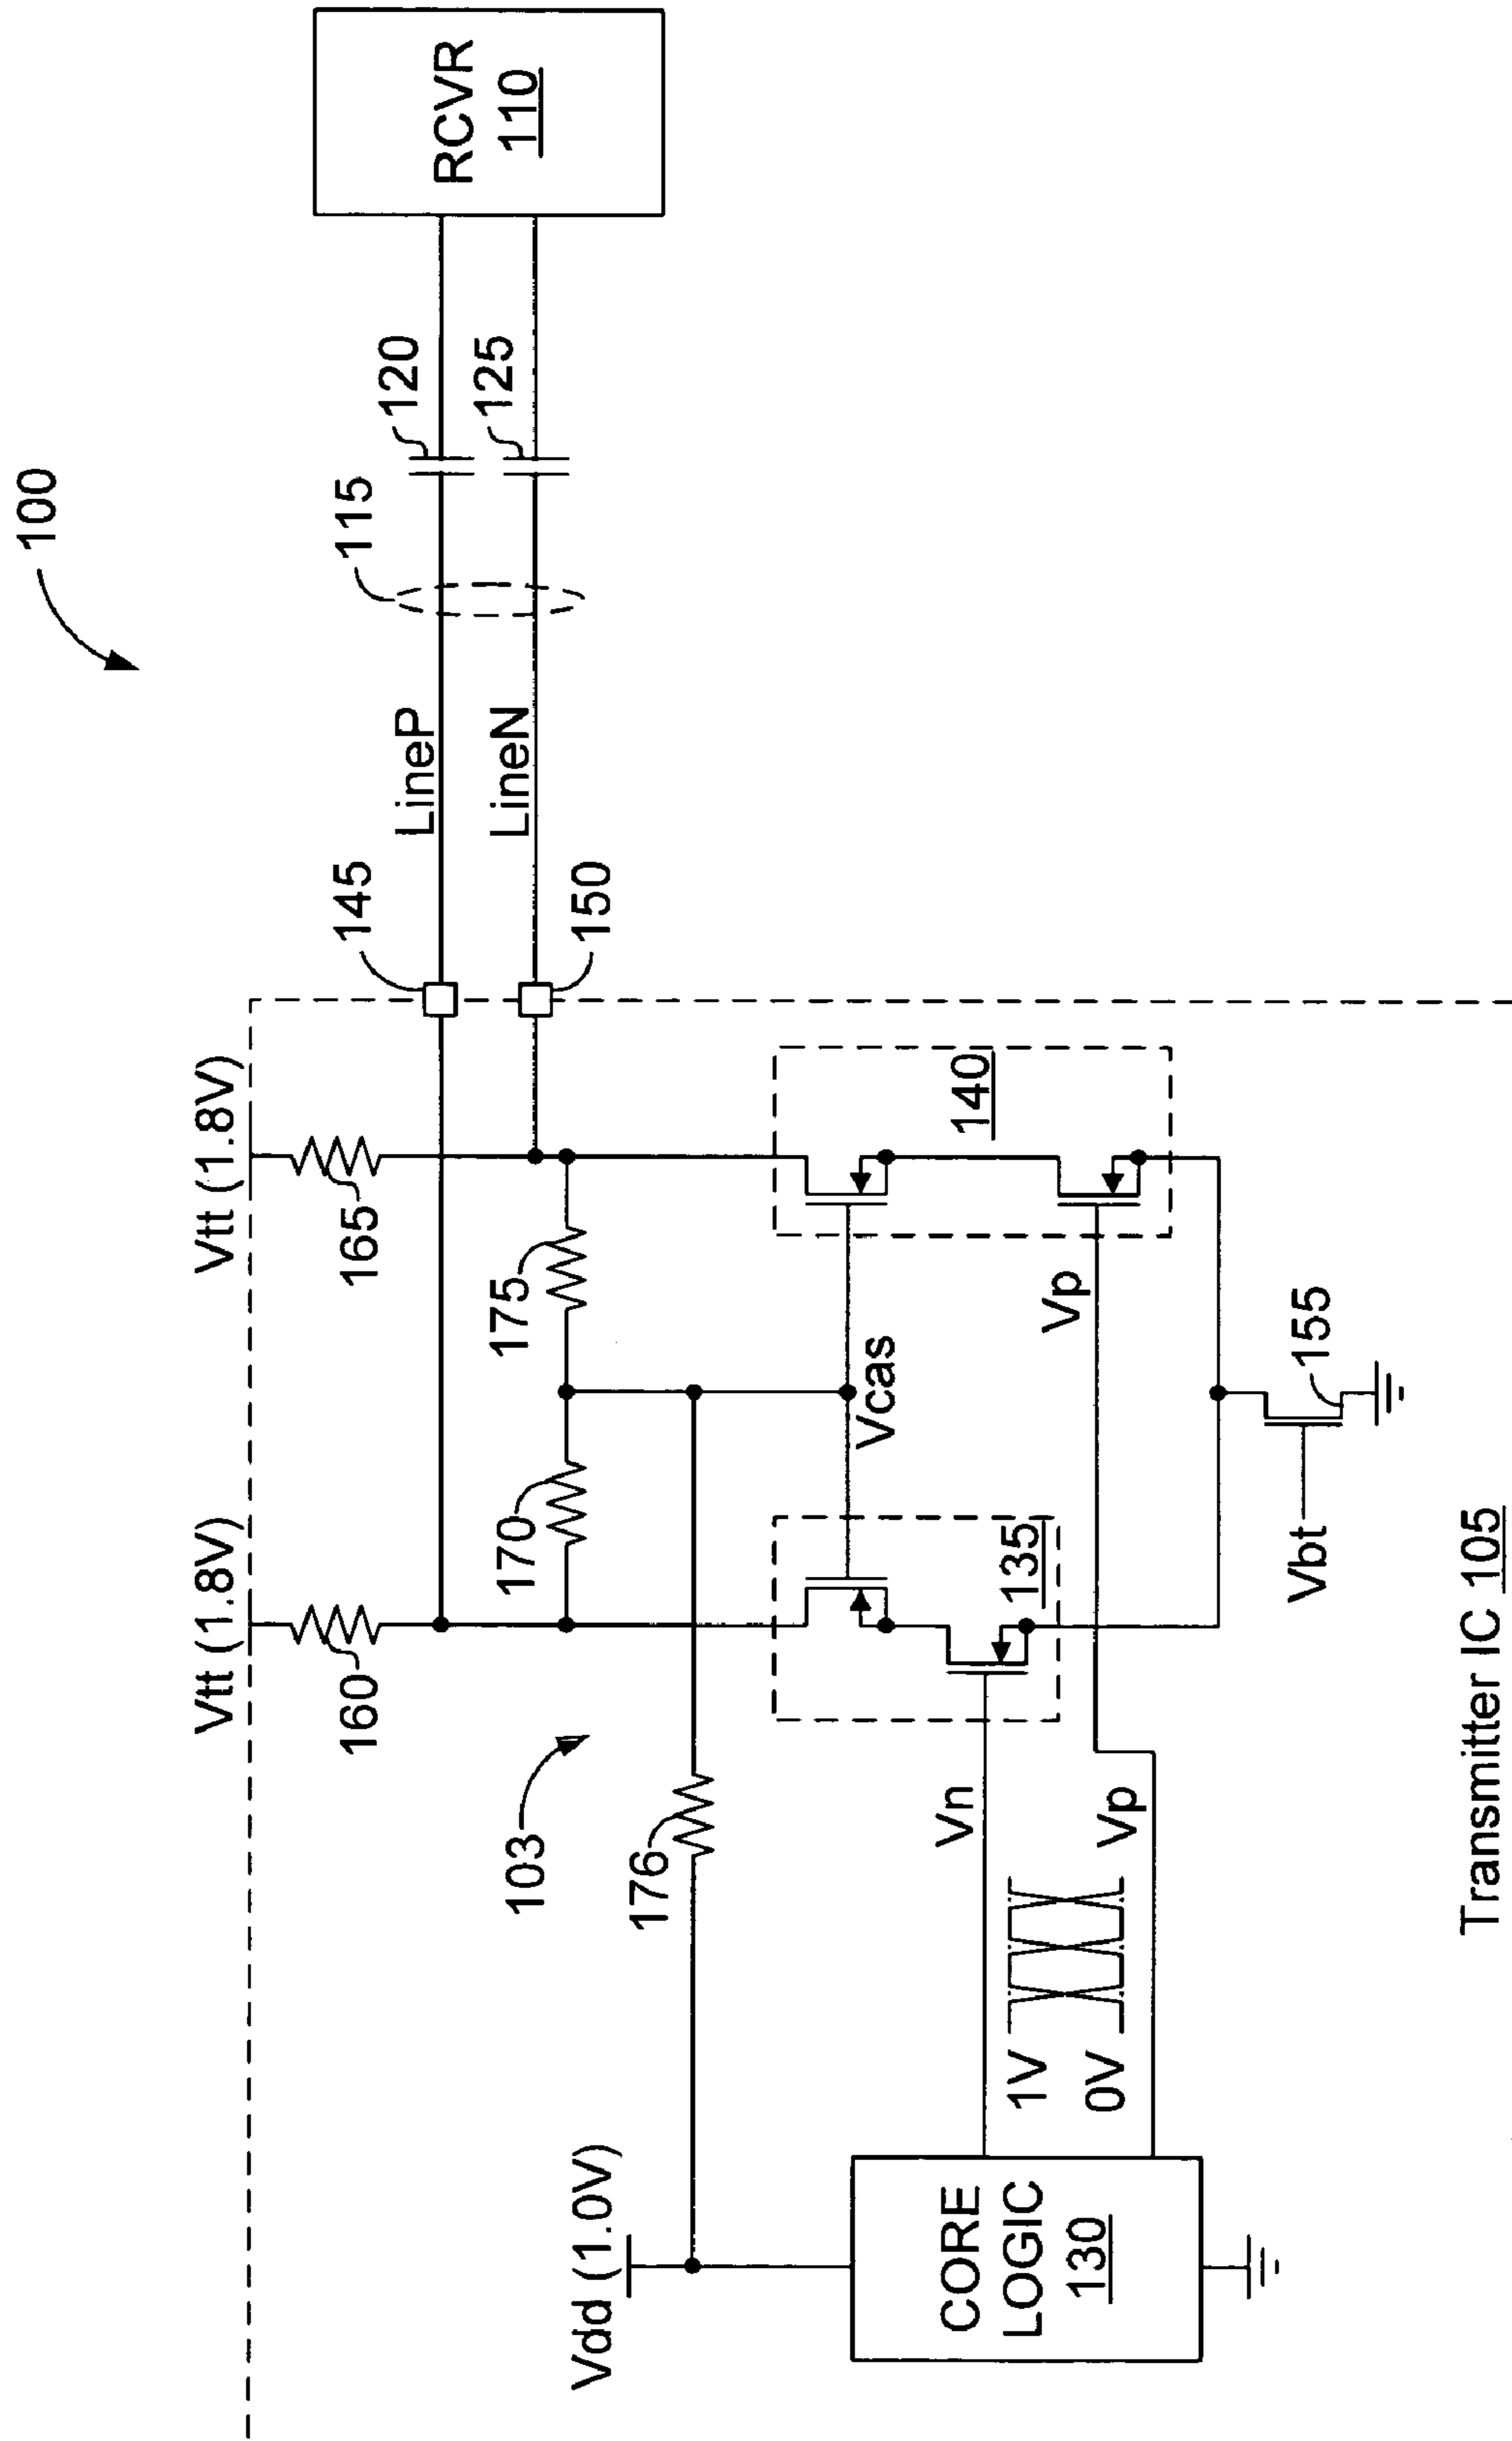 100
RCVR
110
120
125
115
LineP
LineN
145
150
Vtt (1.8V)
Vtt (1.8V)
165
160
175
170
140
135
Vcas
Vp
155
Vbt
103
176
Vn
Vp
1V
0V
Vdd (1.0V)
CORE
LOGIC
130
Transmitter IC 105